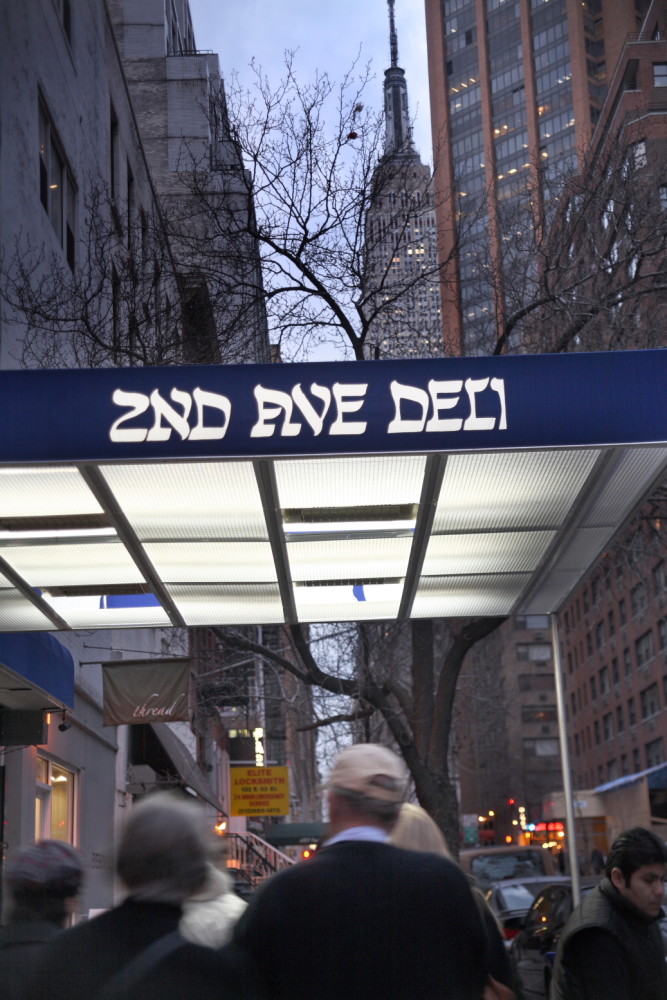 2ND AVE DELI
thread
ELITE
LOCKSMITH